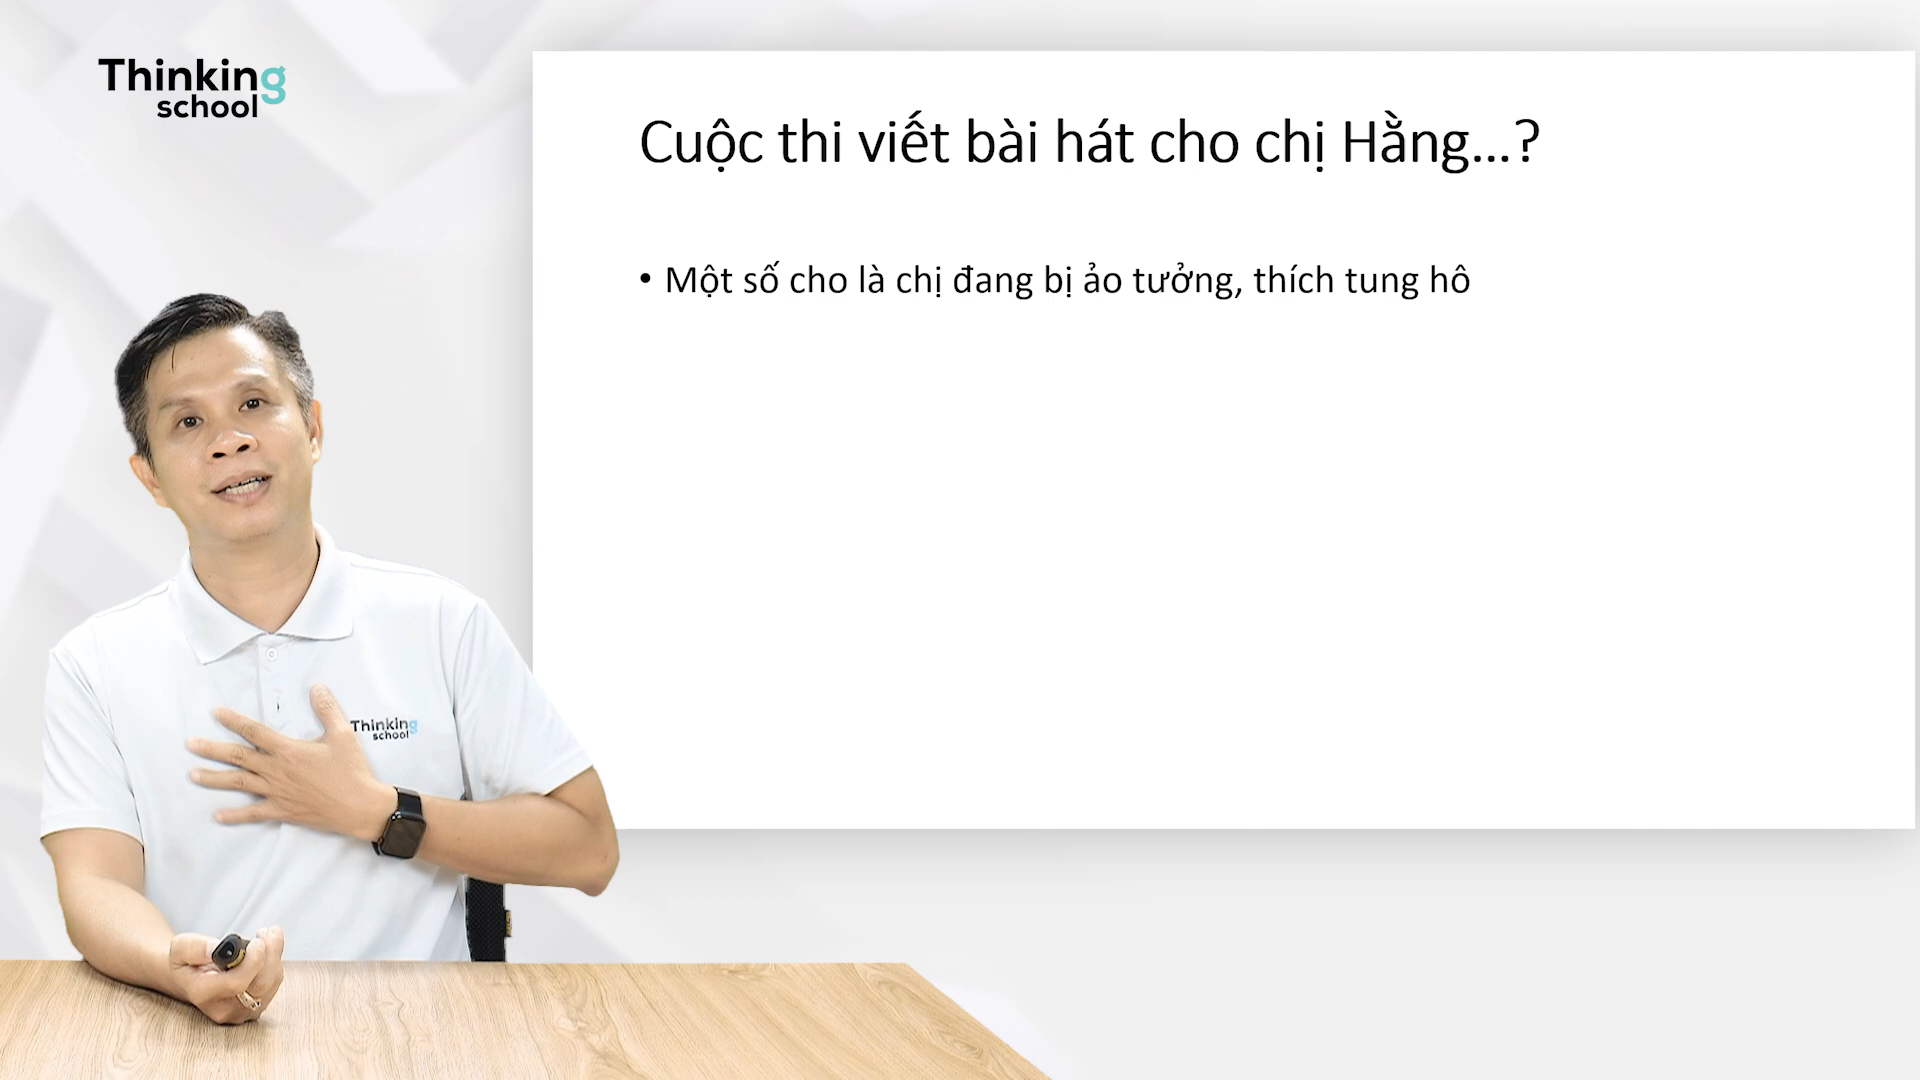 Thinking
school
Cuộc thi viết bài hát cho chị Hằng...?
• Một số cho là chị đang bị ảo tưởng, thích tung hô
Thinking
school